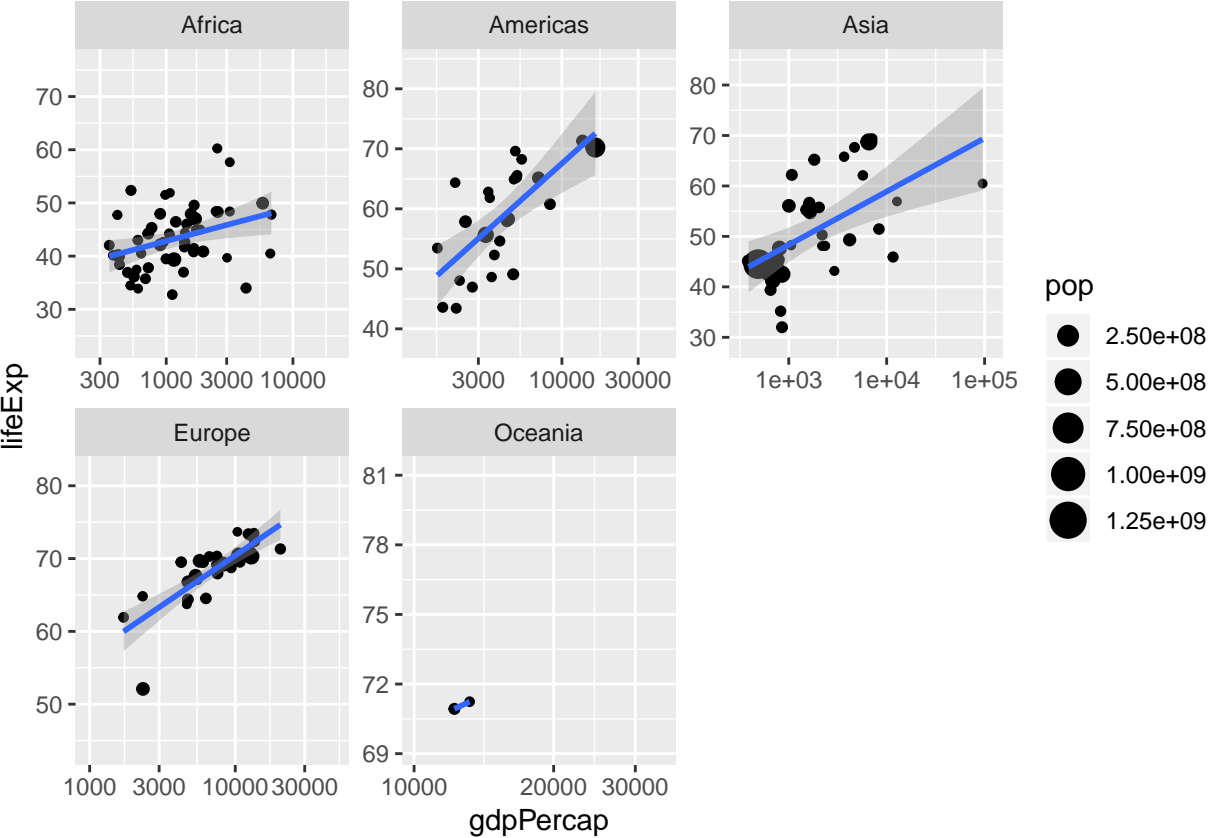 Africa
Americas
Asia
70
60
50
40
30
80
70
60
50
40
80
70
60
50
40
30
300 1000 3000 10000
3000 10000 30000
1e+03 1e+04 1e+05
lifeExp
Europe
Oceania
80
70
60
50
81
78
75
72
69
1000 3000 10000 30000
10000 20000 30000
gdpPercap
pop
2.50e+08
5.00e+08
7.50e+08
1.00e+09
1.25e+09